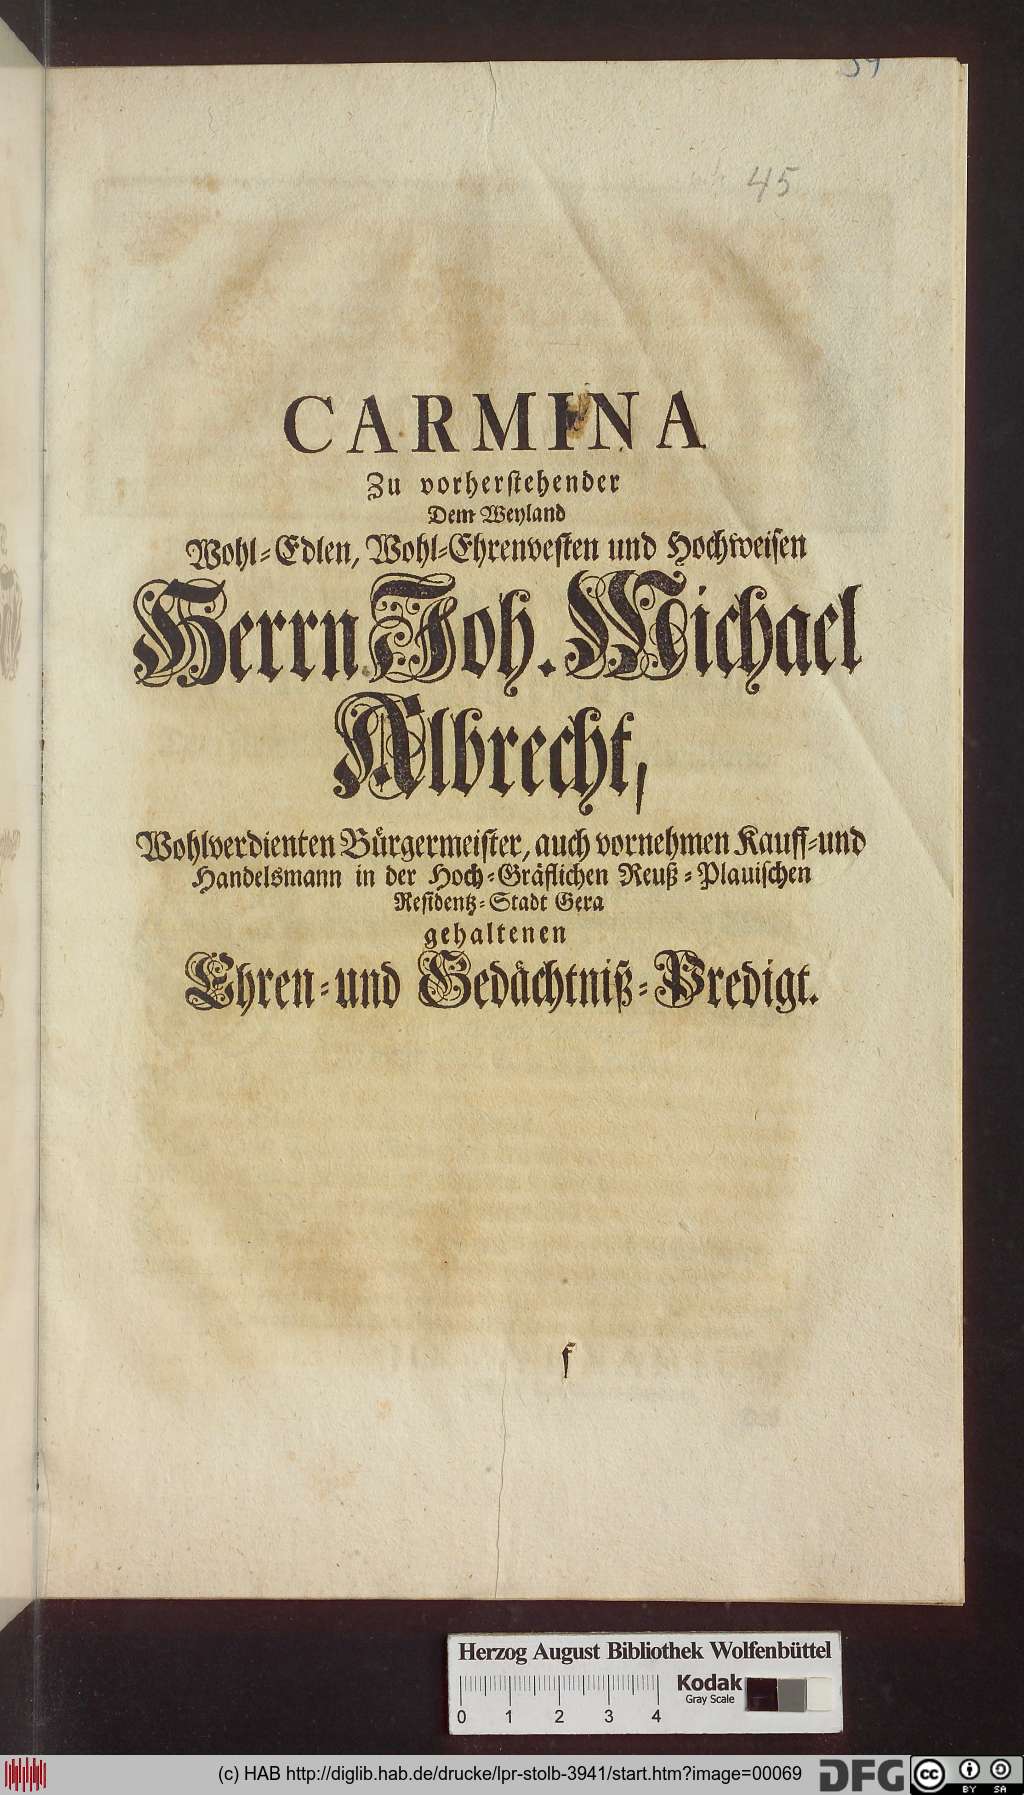 45
CARMINA
Zu vorherstehender
Dem Weyland
Wohl-Edlen, Wohl-Ehrenvesten und Hochweisen
Herrn Joh. Michael
Albrecht,
Wohlverdienten Bürgermeister, auch vornehmen Kauff-und
Handelsmann in der Hoch-Gräflichen Reuß-Plauischen
Residentz-Stadt Gera
gehaltenen
Ehren-und Gedächtniß-Predigt.
f
Herzog August Bibliothek Wolfenbüttel
Kodak
Gray Scale
0 1 2 3 4
(c) HAB http://diglib.hab.de/drucke/lpr-stolb-3941/start.htm?image=00069
DFG
cc BY SA